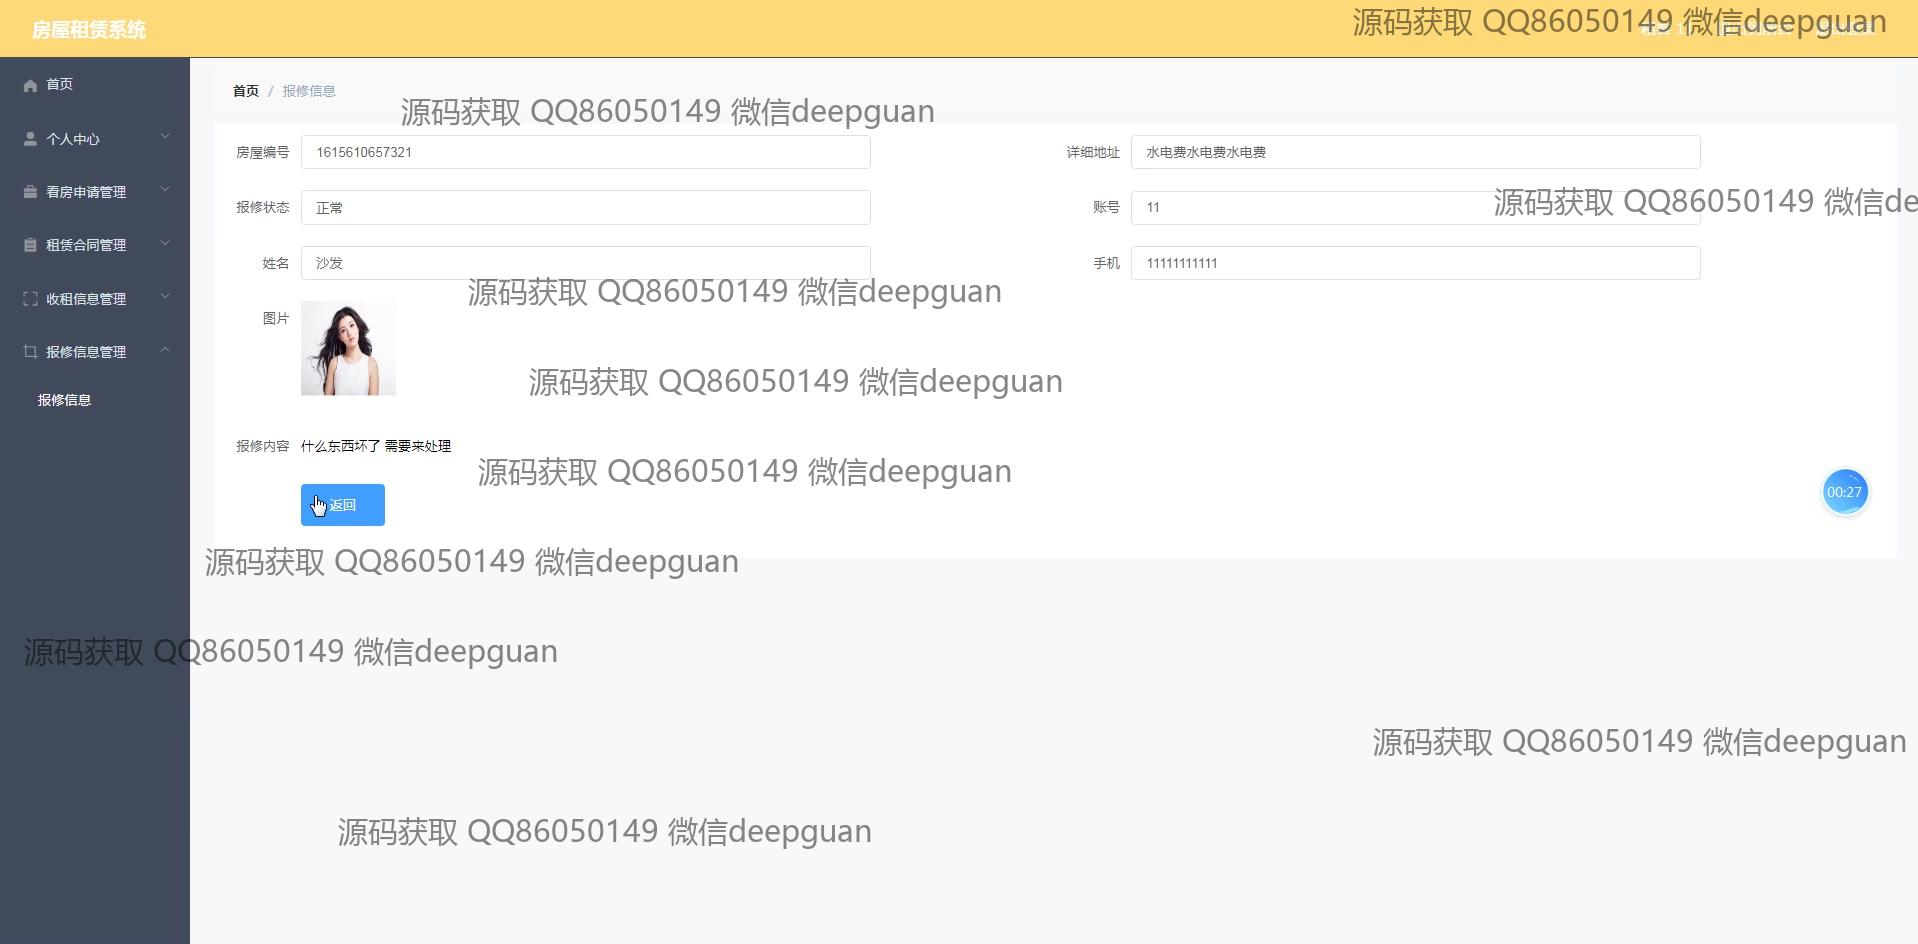 房屋租赁系统
源码获取 QQ86050149 微信deepguan
首页
个人中心
看房申请管理
租赁合同管理
收租信息管理
报修信息管理
报修信息
首页 / 报修信息
源码获取 QQ86050149 微信deepguan
房屋编号 1615610657321 详细地址 水电费水电费水电费
报修状态 正常 账号 11
源码获取 QQ86050149 微信de
姓名 沙发 手机 11111111111
源码获取 QQ86050149 微信deepguan
图片
源码获取 QQ86050149 微信deepguan
报修内容 什么东西坏了 需要来处理
源码获取 QQ86050149 微信deepguan
00:27
返回
源码获取 QQ86050149 微信deepguan
源码获取 QQ86050149 微信deepguan
源码获取 QQ86050149 微信deepguan
源码获取 QQ86050149 微信deepguan